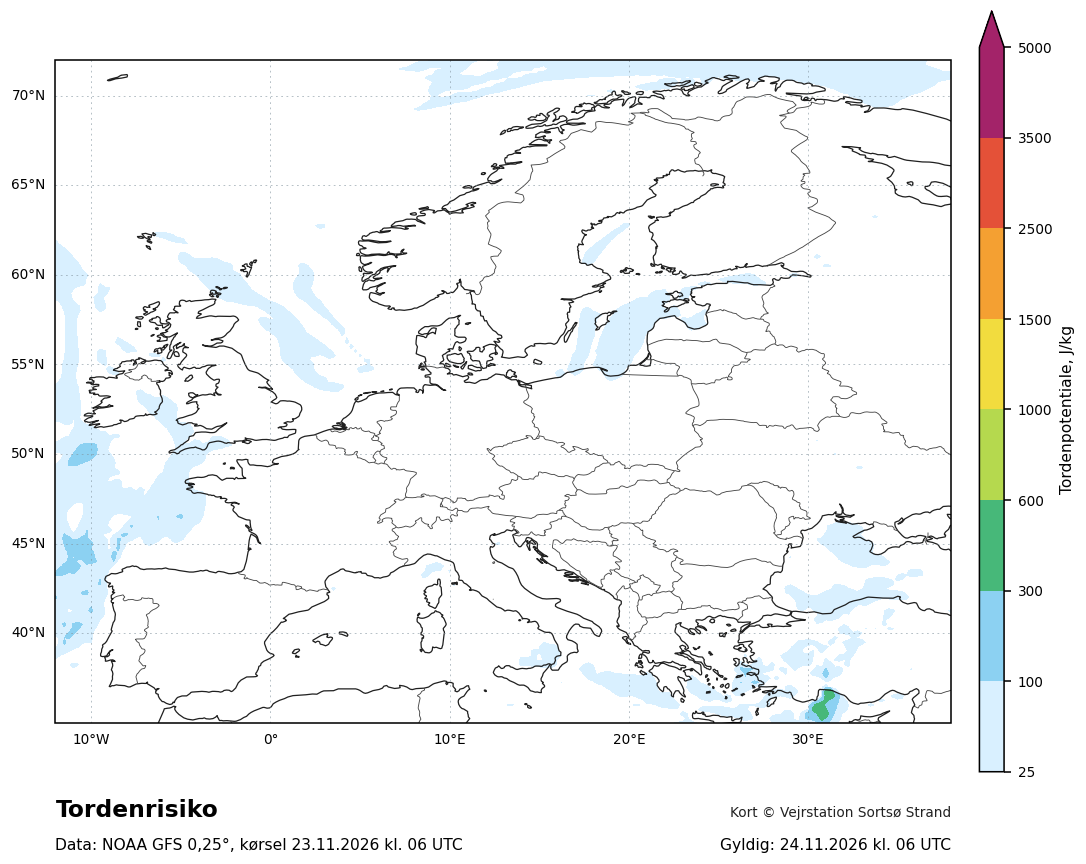 5000
3500
2500
1500
1000
600
300
100
25
Tordenpotentiale, J/kg
70°N
65°N
60°N
55°N
50°N
45°N
40°N
10°W
0°
10°E
20°E
30°E
Tordenrisiko
Kort © Vejrstation Sortsø Strand
Data: NOAA GFS 0,25°, kørsel 23.11.2026 kl. 06 UTC
Gyldig: 24.11.2026 kl. 06 UTC